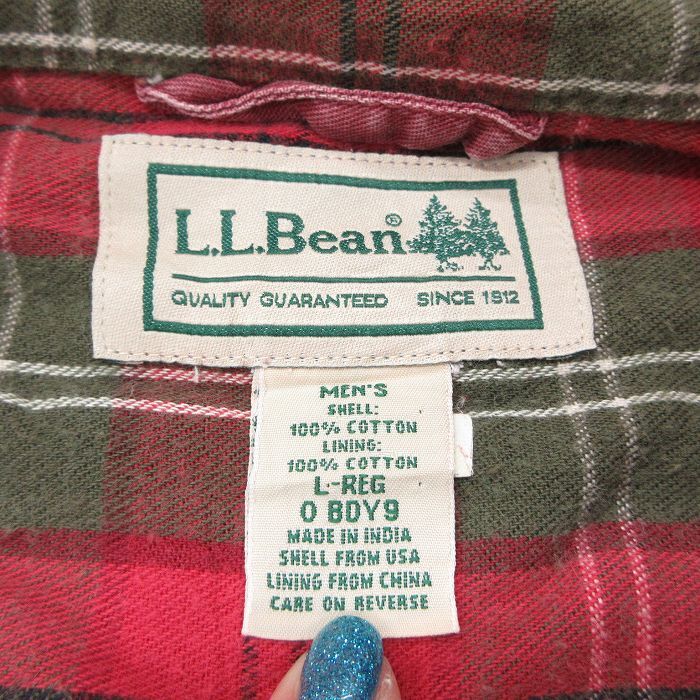 L.L.Bean®
QUALITY GUARANTEED SINCE 1912
MEN'S
SHELL:
100% COTTON
LINING:
100% COTTON
L-REG
0 8DY9
MADE IN INDIA
SHELL FROM USA
LINING FROM CHINA
CARE ON REVERSE